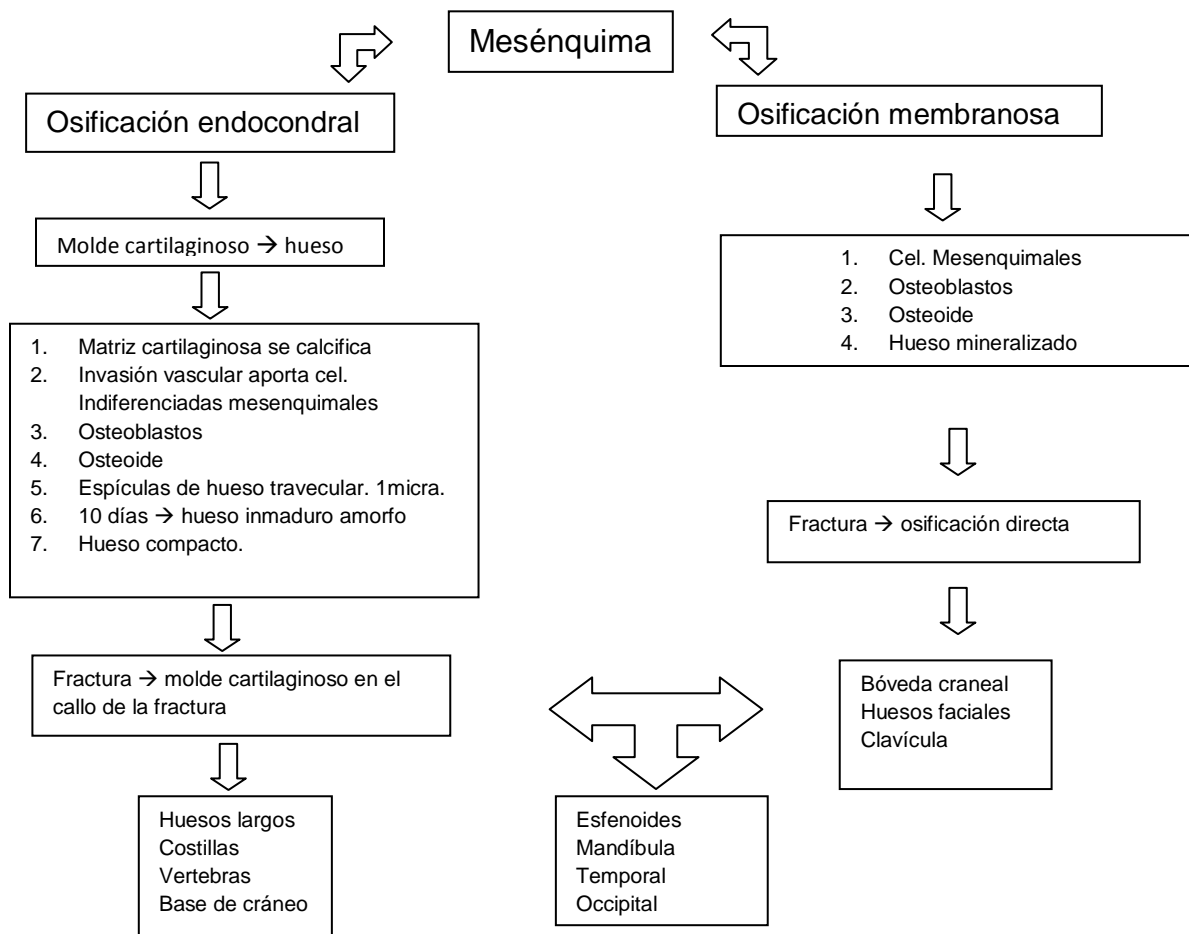 Mesénquima
Osificación endocondral
Osificación membranosa
Molde cartilaginoso → hueso
1. Matriz cartilaginosa se calcifica
2. Invasión vascular aporta cel.
Indiferenciadas mesenquimales
3. Osteoblastos
4. Osteoide
5. Espículas de hueso travecular. 1micra.
6. 10 días → hueso inmaduro amorfo
7. Hueso compacto.
1. Cel. Mesenquimales
2. Osteoblastos
3. Osteoide
4. Hueso mineralizado
Fractura → osificación directa
Fractura → molde cartilaginoso en el
callo de la fractura
Bóveda craneal
Huesos faciales
Clavícula
Huesos largos
Costillas
Vertebras
Base de cráneo
Esfenoides
Mandíbula
Temporal
Occipital